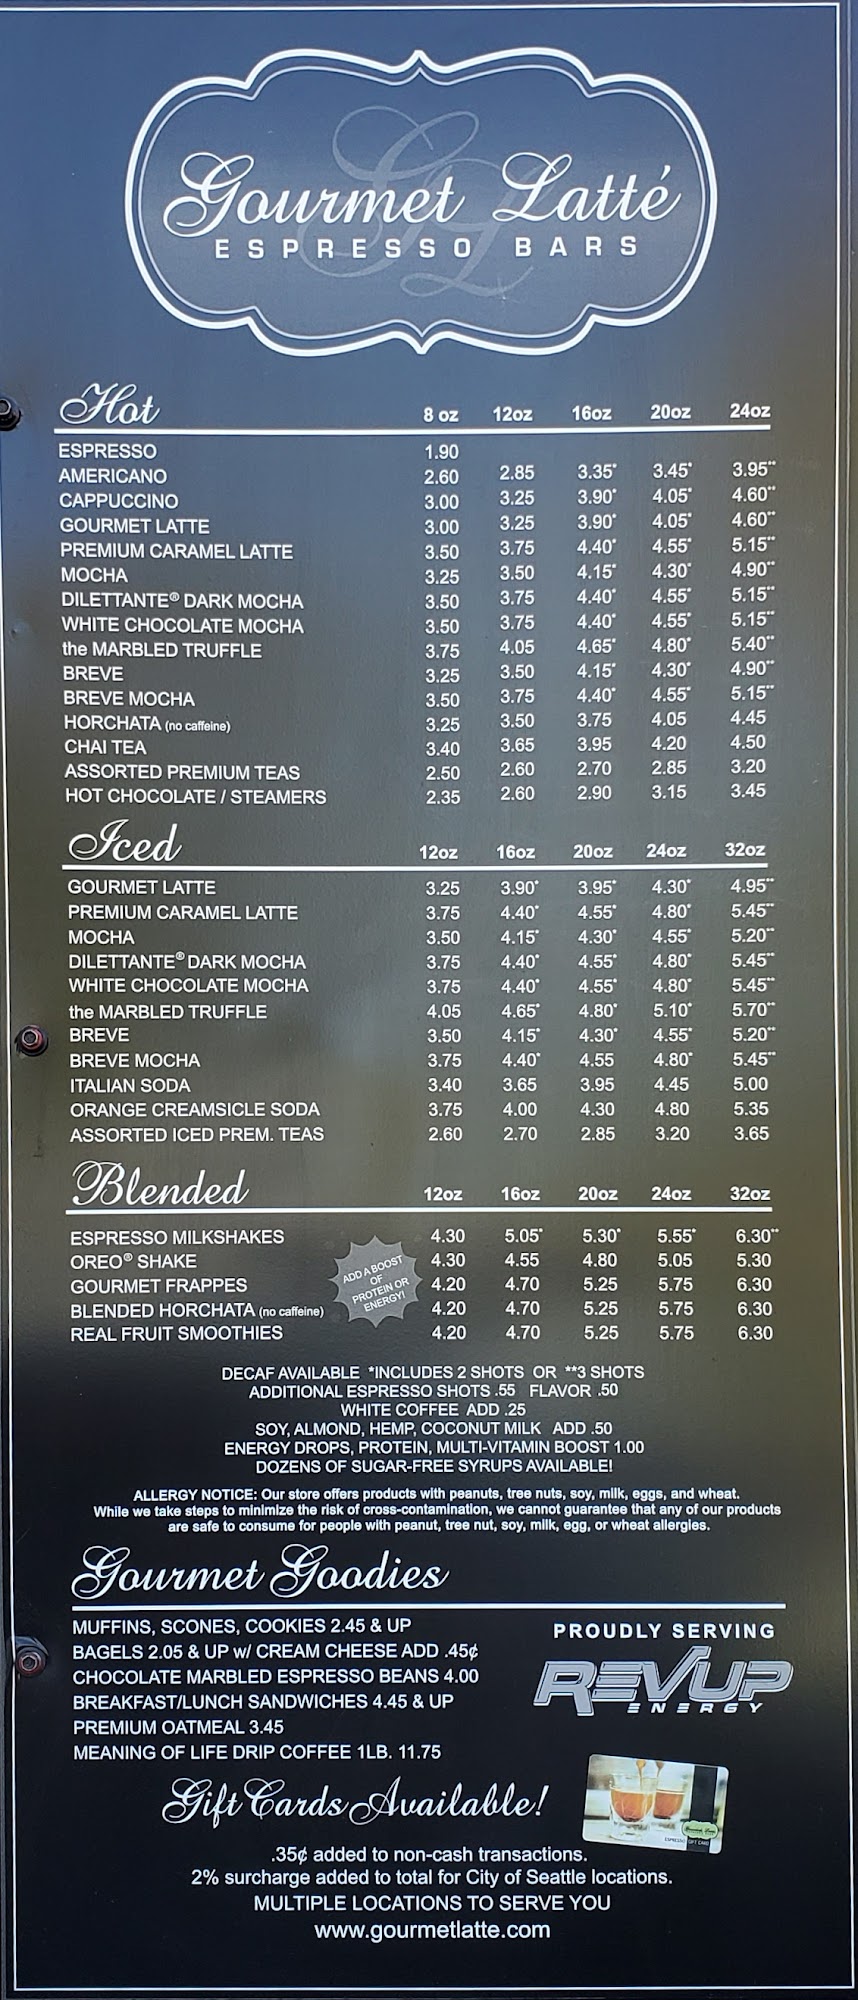 Gourmet Latté
ESPRESSO BARS
Hot 8 oz 12oz 16oz 20oz 24oz
ESPRESSO 1.90
AMERICANO 2.60 2.85 3.35* 3.45* 3.95**
CAPPUCCINO 3.00 3.25 3.90* 4.05* 4.60**
GOURMET LATTE 3.00 3.25 3.90* 4.05* 4.60**
PREMIUM CARAMEL LATTE 3.50 3.75 4.40* 4.55* 5.15**
MOCHA 3.25 3.50 4.15* 4.30* 4.90**
DILETTANTE® DARK MOCHA 3.50 3.75 4.40* 4.55* 5.15**
WHITE CHOCOLATE MOCHA 3.50 3.75 4.40* 4.55* 5.15**
the MARBLED TRUFFLE 3.75 4.05 4.65* 4.80* 5.40**
BREVE 3.25 3.50 4.15* 4.30* 4.90**
BREVE MOCHA 3.50 3.75 4.40* 4.55* 5.15**
HORCHATA (no caffeine) 3.25 3.50 3.75 4.05 4.45
CHAI TEA 3.40 3.65 3.95 4.20 4.50
ASSORTED PREMIUM TEAS 2.50 2.60 2.70 2.85 3.20
HOT CHOCOLATE / STEAMERS 2.35 2.60 2.90 3.15 3.45
Iced 12oz 16oz 20oz 24oz 32oz
GOURMET LATTE 3.25 3.90* 3.95* 4.30* 4.95**
PREMIUM CARAMEL LATTE 3.75 4.40* 4.55* 4.80* 5.45**
MOCHA 3.50 4.15* 4.30* 4.55* 5.20**
DILETTANTE® DARK MOCHA 3.75 4.40* 4.55* 4.80* 5.45**
WHITE CHOCOLATE MOCHA 3.75 4.40* 4.55* 4.80* 5.45**
the MARBLED TRUFFLE 4.05 4.65* 4.80* 5.10* 5.70**
BREVE 3.50 4.15* 4.30* 4.55* 5.20**
BREVE MOCHA 3.75 4.40* 4.55 4.80* 5.45**
ITALIAN SODA 3.40 3.65 3.95 4.45 5.00
ORANGE CREAMSICLE SODA 3.75 4.00 4.30 4.80 5.35
ASSORTED ICED PREM. TEAS 2.60 2.70 2.85 3.20 3.65
Blended 12oz 16oz 20oz 24oz 32oz
ESPRESSO MILKSHAKES 4.30 5.05* 5.30* 5.55* 6.30**
OREO® SHAKE 4.30 4.55 4.80 5.05 5.30
GOURMET FRAPPES 4.20 4.70 5.25 5.75 6.30
BLENDED HORCHATA (no caffeine) 4.20 4.70 5.25 5.75 6.30
REAL FRUIT SMOOTHIES 4.20 4.70 5.25 5.75 6.30
ADD A BOOST
OF
PROTEIN OR
ENERGY!
DECAF AVAILABLE *INCLUDES 2 SHOTS OR **3 SHOTS
ADDITIONAL ESPRESSO SHOTS .55 FLAVOR .50
WHITE COFFEE ADD .25
SOY, ALMOND, HEMP, COCONUT MILK ADD .50
ENERGY DROPS, PROTEIN, MULTI-VITAMIN BOOST 1.00
DOZENS OF SUGAR-FREE SYRUPS AVAILABLE!
ALLERGY NOTICE: Our store offers products with peanuts, tree nuts, soy, milk, eggs, and wheat.
While we take steps to minimize the risk of cross-contamination, we cannot guarantee that any of our products
are safe to consume for people with peanut, tree nut, soy, milk, egg, or wheat allergies.
Gourmet Goodies
MUFFINS, SCONES, COOKIES 2.45 & UP
BAGELS 2.05 & UP w/ CREAM CHEESE ADD .45¢
CHOCOLATE MARBLED ESPRESSO BEANS 4.00
BREAKFAST/LUNCH SANDWICHES 4.45 & UP
PREMIUM OATMEAL 3.45
MEANING OF LIFE DRIP COFFEE 1LB. 11.75
PROUDLY SERVING
REVUP
ENERGY
Gift Cards Available!
.35¢ added to non-cash transactions.
2% surcharge added to total for City of Seattle locations.
MULTIPLE LOCATIONS TO SERVE YOU
www.gourmetlatte.com